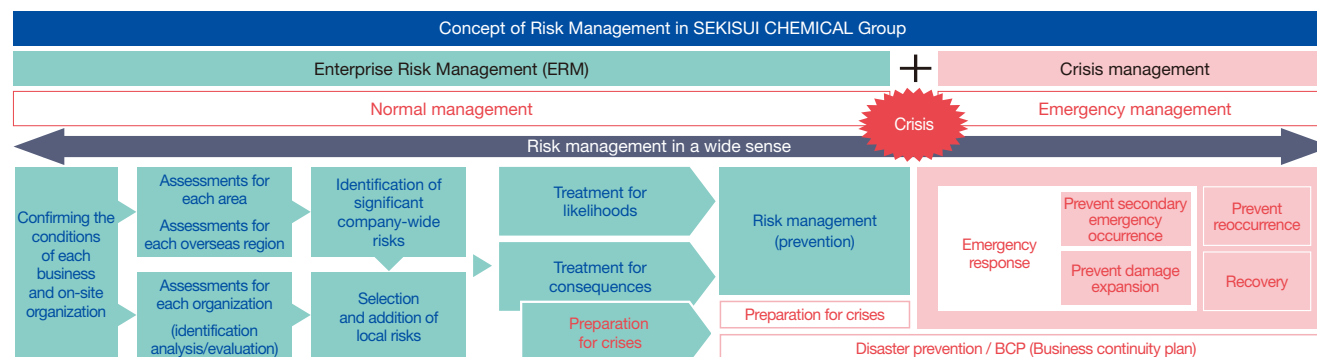 Concept of Risk Management in SEKISUI CHEMICAL Group
Enterprise Risk Management (ERM)
+
Crisis management
Normal management
Crisis
Emergency management
Risk management in a wide sense
Confirming the
conditions
of each
business
and on-site
organization
Assessments for
each area
Assessments for
each overseas region
Assessments for
each organization
(identification
analysis/evaluation)
Identification of
significant
company-wide
risks
Selection
and addition of
local risks
Treatment for
likelihoods
Treatment for
consequences
Preparation
for crises
Risk management
(prevention)
Preparation for crises
Emergency
response
Prevent secondary
emergency
occurrence
Prevent damage
expansion
Prevent
reoccurrence
Recovery
Disaster prevention / BCP (Business continuity plan)